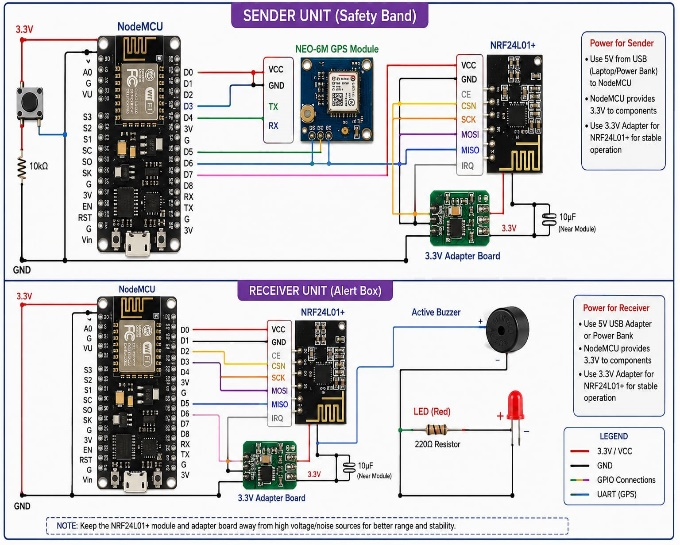 SENDER UNIT (Safety Band)
3.3V
NodeMCU
NEO-6M GPS Module
NRF24L01+
Power for Sender
• Use 5V from USB
(Laptop/Power Bank)
to NodeMCU
• NodeMCU provides
3.3V to components
• Use 3.3V Adapter for
NRF24L01+ for stable
operation
A0
G
VU
S3
S2
S1
SC
SO
SK
G
3V
EN
RST
G
Vin
D0
D1
D2
D3
D4
3V
G
D5
D6
D7
D8
RX
TX
G
3V
VCC
GND
TX
RX
VCC
GND
CE
CSN
SCK
MOSI
MISO
IRQ
10kΩ
GND
3.3V
10µF
(Near Module)
3.3V Adapter Board
RECEIVER UNIT (Alert Box)
3.3V
NodeMCU
NRF24L01+
Active Buzzer
+
−
Power for Receiver
• Use 5V USB Adapter
or Power Bank
• NodeMCU provides
3.3V to components
• Use 3.3V Adapter for
NRF24L01+ for stable
operation
A0
G
VU
S3
S2
S1
SC
SO
SK
G
3V
EN
RST
G
Vin
D0
D1
D2
D3
D4
3V
G
D5
D6
D7
D8
RX
TX
G
3V
VCC
GND
CE
CSN
SCK
MOSI
MISO
IRQ
LED (Red)
+
−
220Ω Resistor
3.3V
10µF
(Near Module)
3.3V Adapter Board
GND
LEGEND
3.3V / VCC
GND
GPIO Connections
UART (GPS)
NOTE: Keep the NRF24L01+ module and adapter board away from high voltage/noise sources for better range and stability.